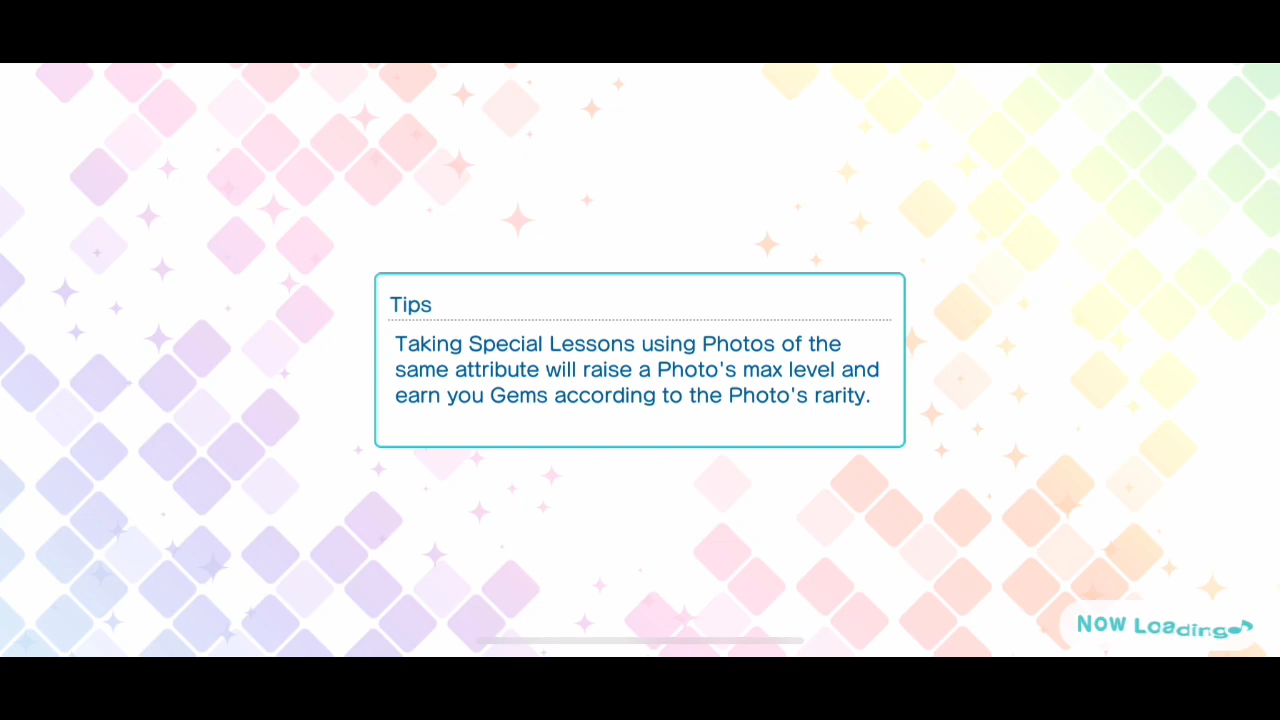 Tips
Taking Special Lessons using Photos of the
same attribute will raise a Photo's max level and
earn you Gems according to the Photo's rarity.
Now Loading